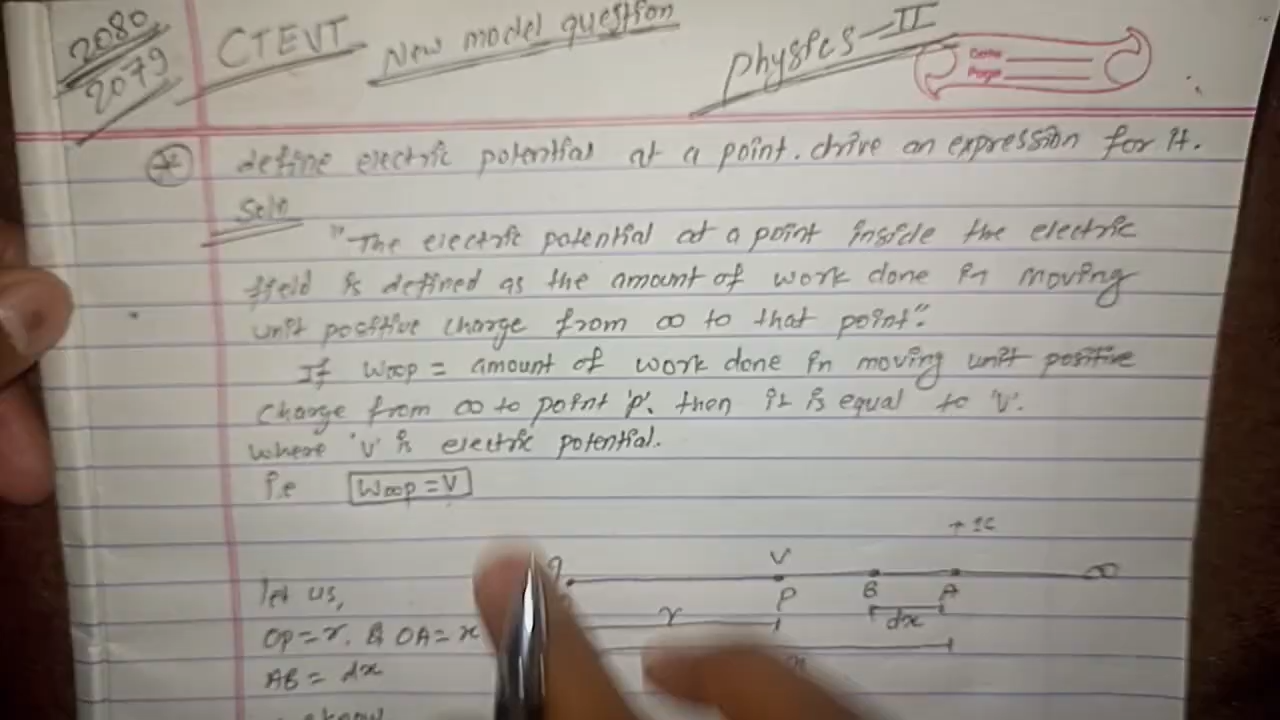 2080
2079
CTEVT New model question Physics-II
Date
Page
define electric potential at a point. drive an expression for it.
Soln
"The electric potential at a point inside the electric
field is defined as the amount of work done in moving
unit positive charge from ∞ to that point".
If W∞p = amount of work done in moving unit positive
charge from ∞ to point 'p'. then it is equal to 'V'.
where 'V' is electric potential.
i.e W∞p = V
+1C
q V
P B A ∞
let us,
OP = r. & OA = x
r dx
AB = dx
x